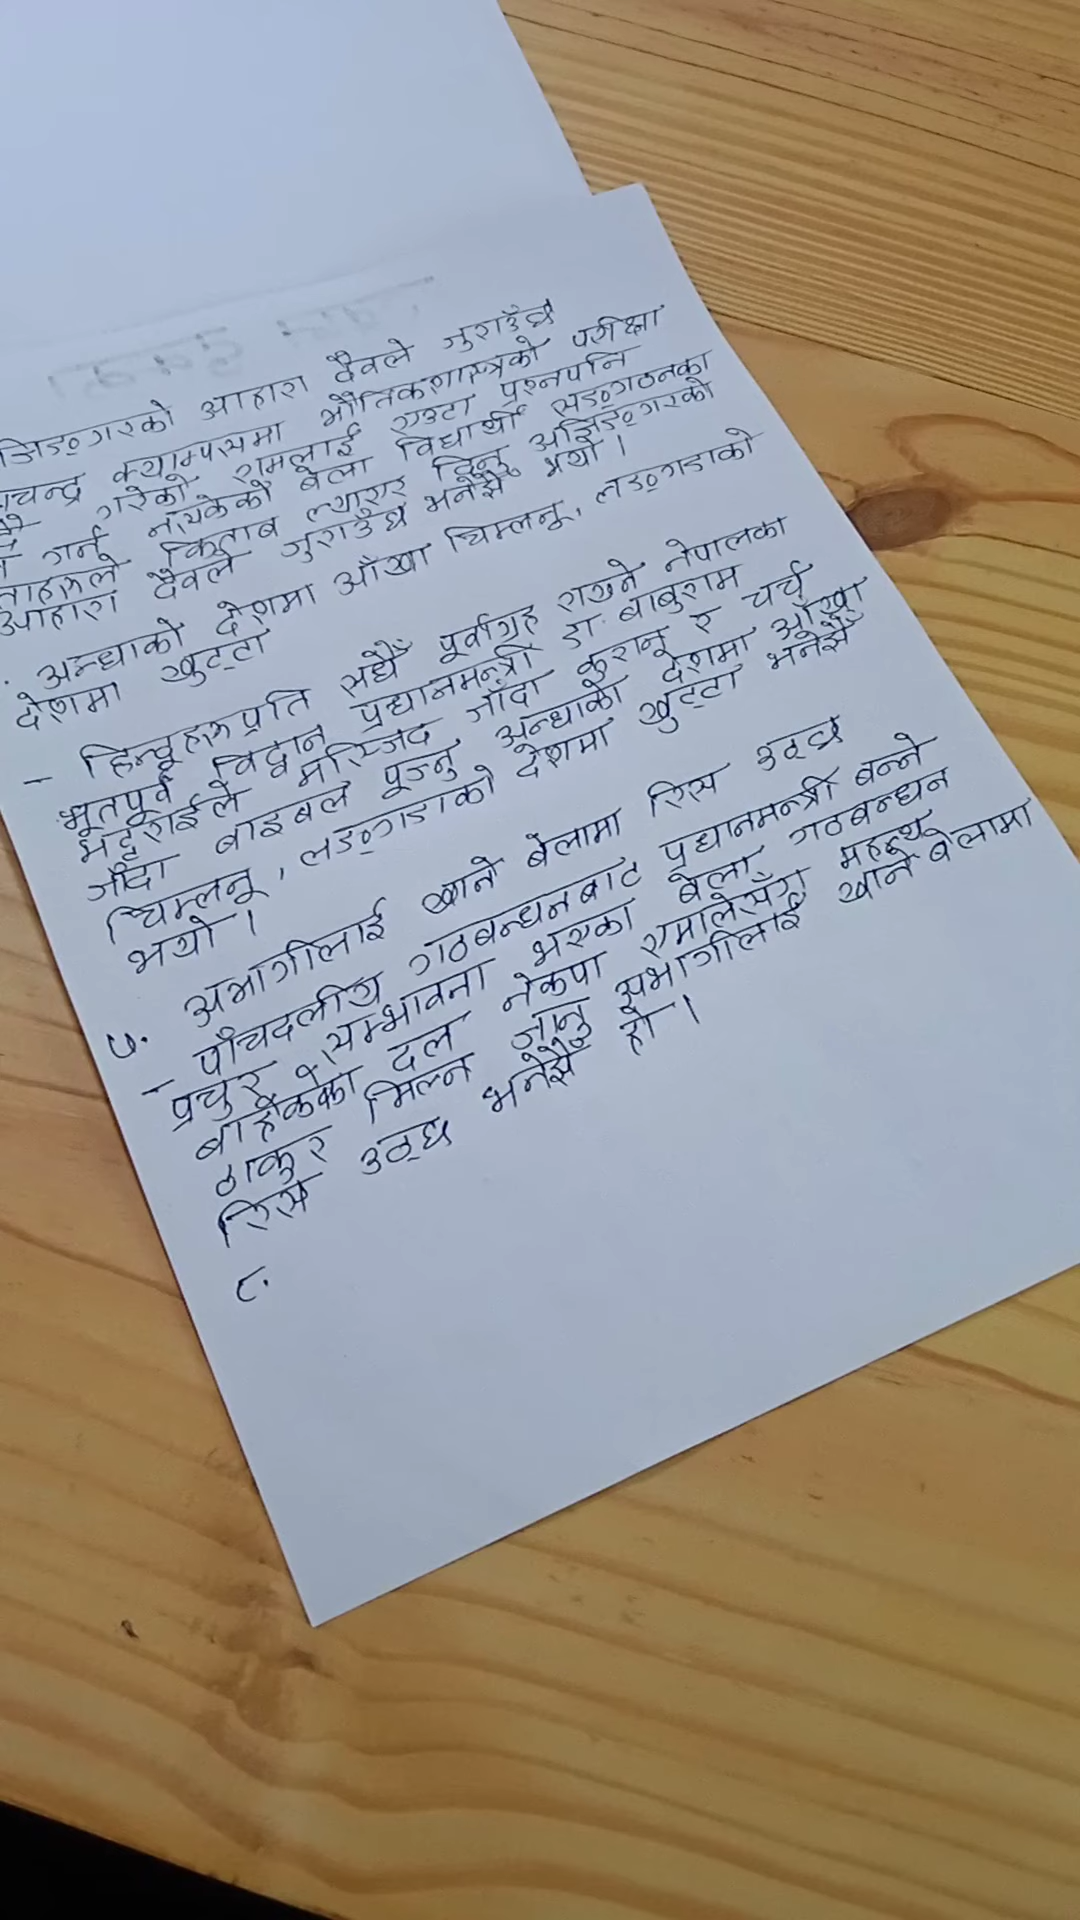 जिङ्गरको आहारा दैवले जुराउँछ
चन्द्र क्याम्पसमा भौतिकशास्त्रको परीक्षा
गरेको रामलाई एउटा प्रश्नपनि
गर्न नसकेको बेला विद्यार्थी सङ्गठनका
ताहरुले किताब ल्याएर दिनु अजिङ्गरको
आहारा दैवले जुराउँछ भनेझैँ भयो।
. अन्धाको देशमा आँखा चिम्लनू, लङ्गडाको
देशमा खुट्टा
- हिन्दूहरुप्रति सधैँ पूर्वाग्रह राख्ने नेपालका
भूतपूर्व विद्वान प्रधानमन्त्री डा. बाबुराम
भट्टराईले मस्जिद जाँदा कुरान र चर्च
जाँदा बाइबल पूज्नु अन्धाको देशमा आँखा
चिम्लनू, लङ्गडाको देशमा खुट्टा भनेझैँ
भयो।
७. अभागीलाई खाने बेलामा रिस उठ्छ
- पाँचदलीय गठबन्धनबाट प्रधानमन्त्री बन्ने
प्रचुर सम्भावना भएका बेला गठबन्धन
बाहेकका दल नेकपा एमालेसँग महन्थ
ठाकुर मिल्न जानु अभागीलाई खाने बेलामा
रिस उठ्छ भनेझैँ हो।
८.